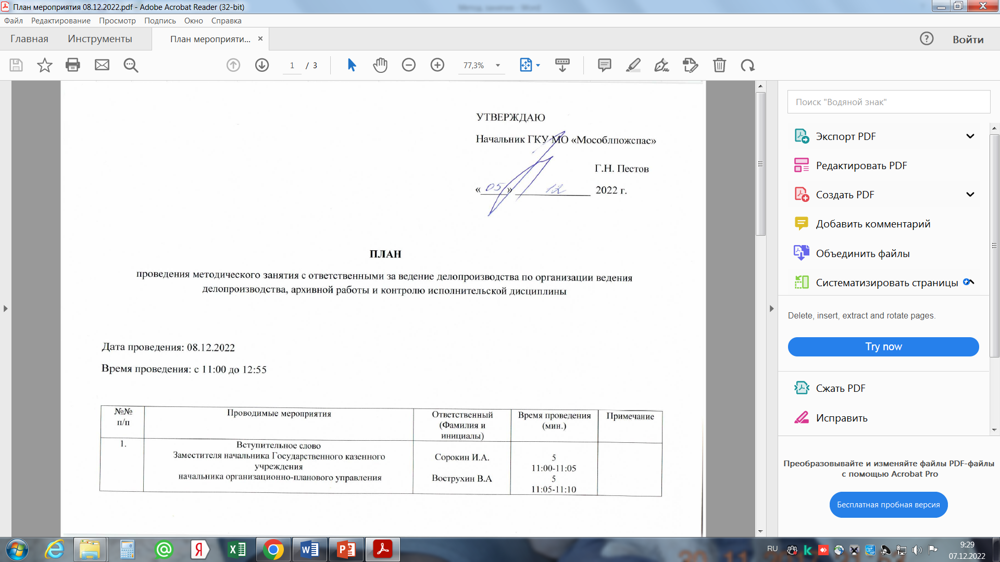 План мероприятия 08.12.2022.pdf - Adobe Acrobat Reader (32-bit)
Файл Редактирование Просмотр Подпись Окно Справка
Главная Инструменты План мероприяти... × Войти
1 / 3 77,3%
УТВЕРЖДАЮ
Начальник ГКУ МО «Мособлпожспас»
Г.Н. Пестов
«05» 12 2022 г.
ПЛАН
проведения методического занятия с ответственными за ведение делопроизводства по организации ведения
делопроизводства, архивной работы и контролю исполнительской дисциплины
Дата проведения: 08.12.2022
Время проведения: с 11:00 до 12:55
№№ п/п Проводимые мероприятия Ответственный (Фамилия и инициалы) Время проведения (мин.) Примечание
1. Вступительное слово
Заместителя начальника Государственного казенного учреждения Сорокин И.А. 5 11:00-11:05
начальника организационно-планового управления Вострухин В.А 5 11:05-11:10
Поиск "Водяной знак"
Экспорт PDF
Редактировать PDF
Создать PDF
Добавить комментарий
Объединить файлы
Систематизировать страницы
Delete, insert, extract and rotate pages.
Try now
Сжать PDF
Исправить
Преобразовывайте и изменяйте файлы PDF-файлы
с помощью Acrobat Pro
Бесплатная пробная версия
RU
9:29
07.12.2022